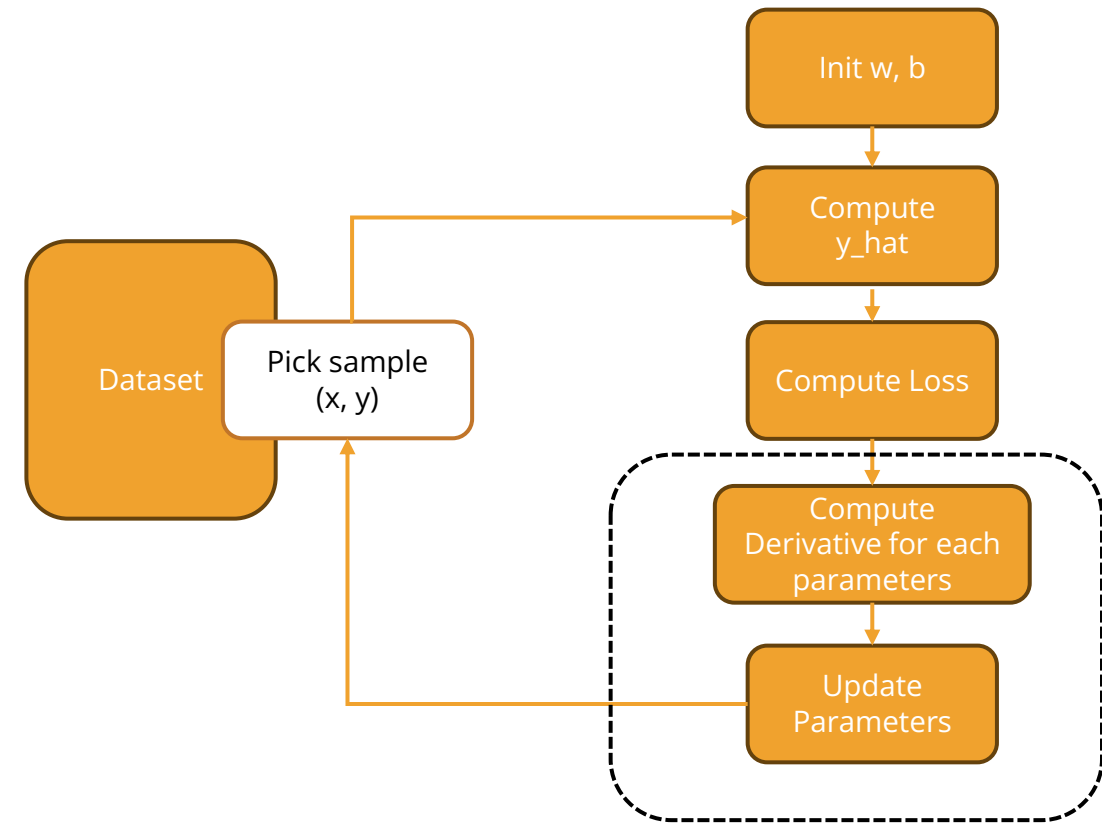 Init w, b
Compute
y_hat
Dataset
Pick sample
(x, y)
Compute Loss
Compute
Derivative for each
parameters
Update
Parameters